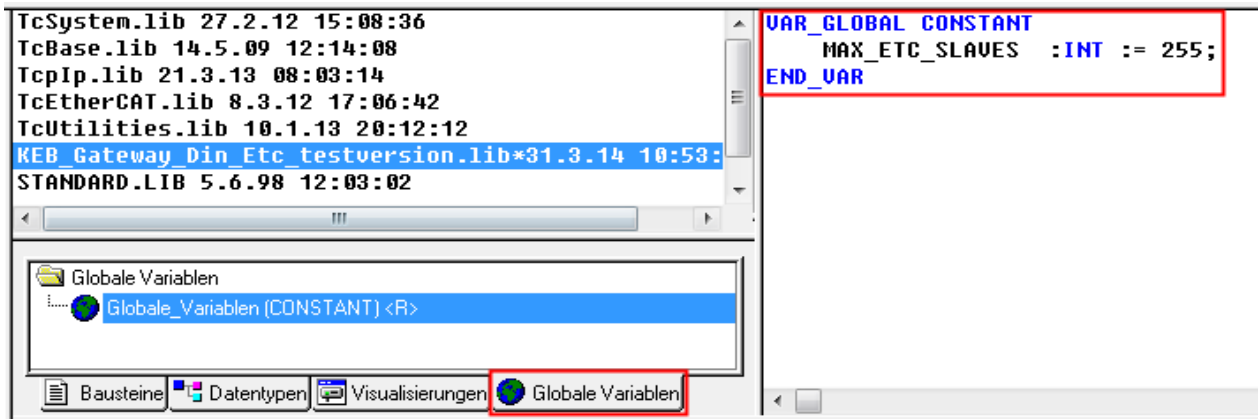 TcSystem.lib 27.2.12 15:08:36
TcBase.lib 14.5.09 12:14:08
TcpIp.lib 21.3.13 08:03:14
TcEtherCAT.lib 8.3.12 17:06:42
TcUtilities.lib 10.1.13 20:12:12
KEB_Gateway_Din_Etc_testversion.lib*31.3.14 10:53:
STANDARD.LIB 5.6.98 12:03:02
Globale Variablen
Globale_Variablen (CONSTANT) <R>
Bausteine Datentypen Visualisierungen Globale Variablen
VAR_GLOBAL CONSTANT
MAX_ETC_SLAVES :INT := 255;
END_VAR